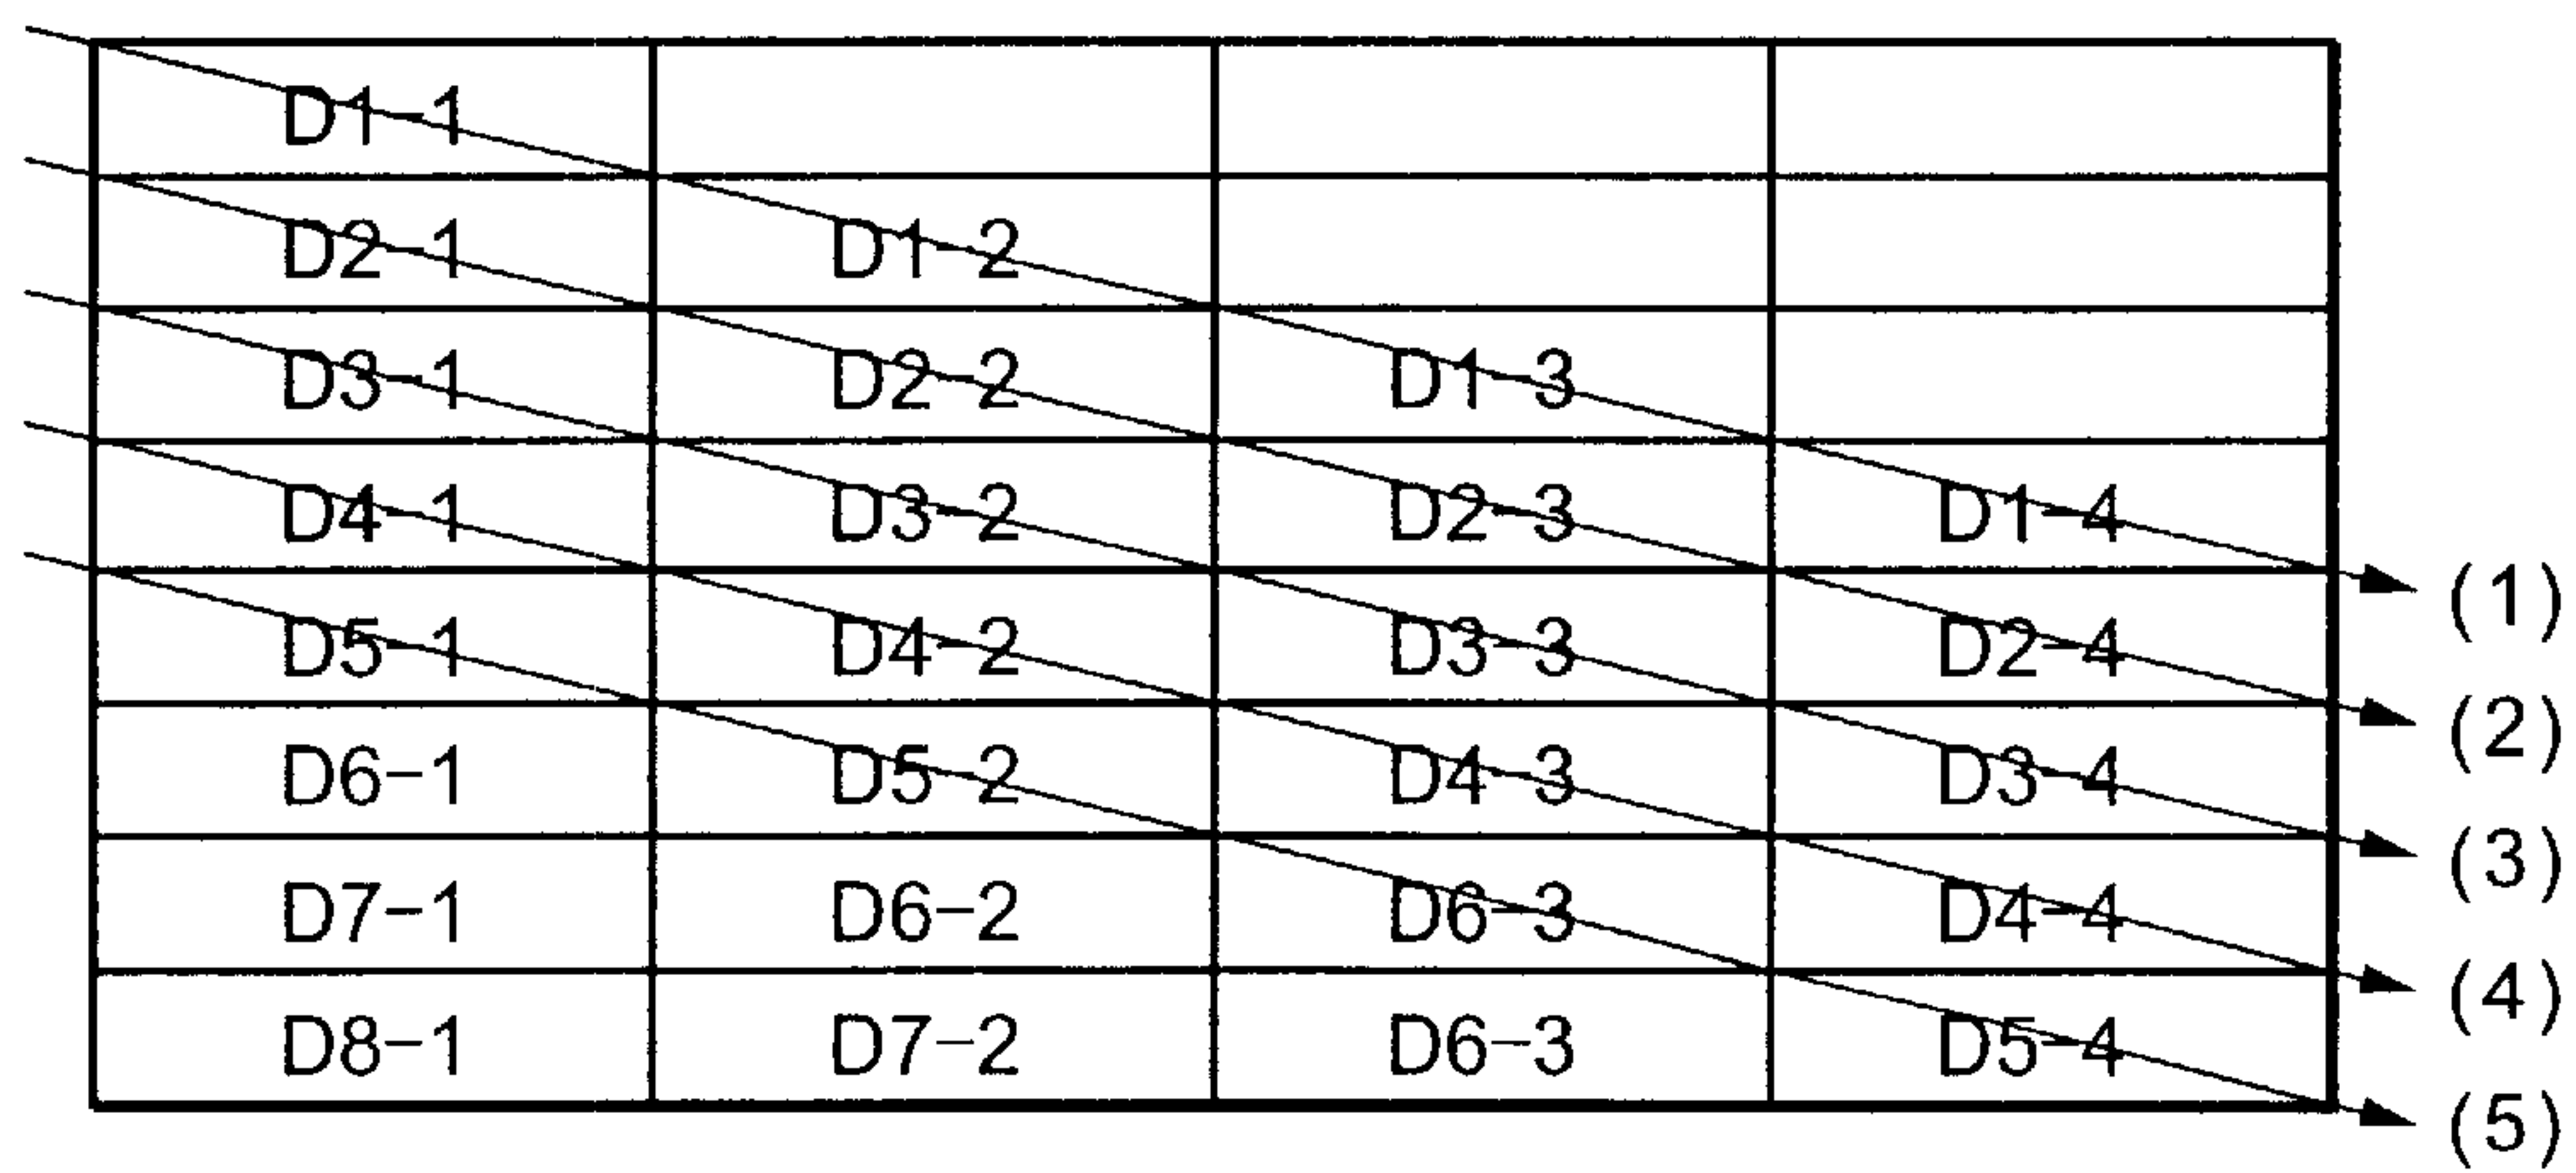 D1-1
D2-1 D1-2
D3-1 D2-2 D1-3
D4-1 D3-2 D2-3 D1-4
(1)
D5-1 D4-2 D3-3 D2-4
(2)
D6-1 D5-2 D4-3 D3-4
(3)
D7-1 D6-2 D6-3 D4-4
(4)
D8-1 D7-2 D6-3 D5-4
(5)